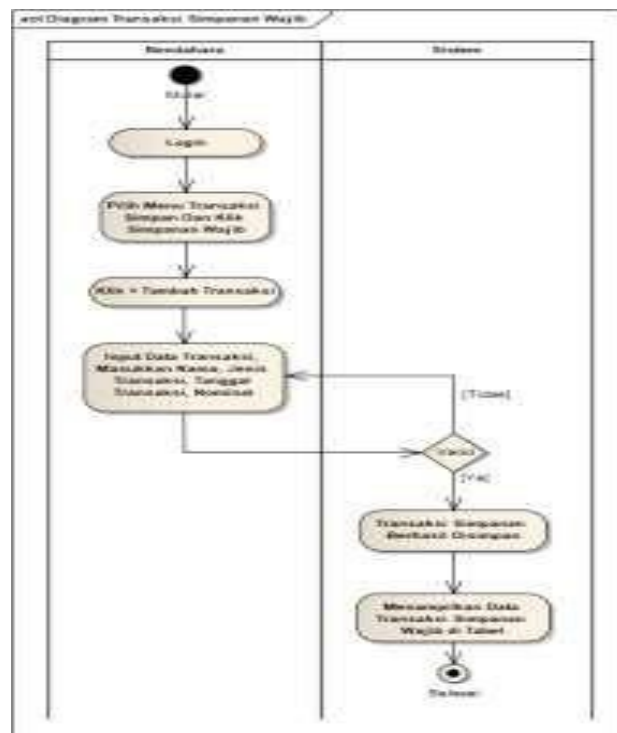 act Diagram Transaksi Simpanan Wajib
Bendahara
Sistem
Mulai
Login
Pilih Menu Transaksi
Simpan Dan Klik
Simpanan Wajib
Klik + Tambah Transaksi
Input Data Transaksi,
Masukkan Nama, Jenis
Transaksi, Tanggal
Transaksi, Nominal
[Tidak]
Valid
[Ya]
Transaksi Simpanan
Berhasil Disimpan
Menampilkan Data
Transaksi Simpanan
Wajib di Tabel
Selesai